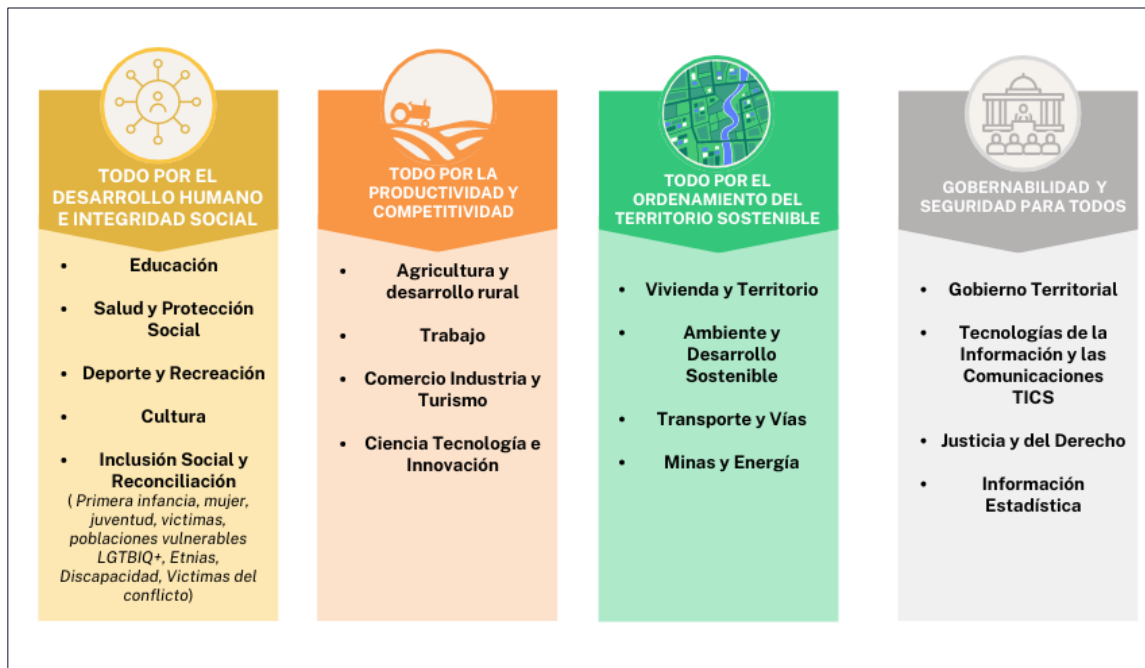 TODO POR EL
DESARROLLO HUMANO
E INTEGRIDAD SOCIAL
• Educación
• Salud y Protección
Social
• Deporte y Recreación
• Cultura
• Inclusión Social y
Reconciliación
( Primera infancia, mujer,
juventud, victimas,
poblaciones vulnerables
LGTBIQ+, Etnias,
Discapacidad, Victimas del
conflicto)
TODO POR LA
PRODUCTIVIDAD Y
COMPETITIVIDAD
• Agricultura y
desarrollo rural
• Trabajo
• Comercio Industria y
Turismo
• Ciencia Tecnología e
Innovación
TODO POR EL
ORDENAMIENTO DEL
TERRITORIO SOSTENIBLE
• Vivienda y Territorio
• Ambiente y
Desarrollo
Sostenible
• Transporte y Vías
• Minas y Energía
GOBERNABILIDAD Y
SEGURIDAD PARA TODOS
• Gobierno Territorial
• Tecnologías de la
Información y las
Comunicaciones
TICS
• Justicia y del Derecho
• Información
Estadística